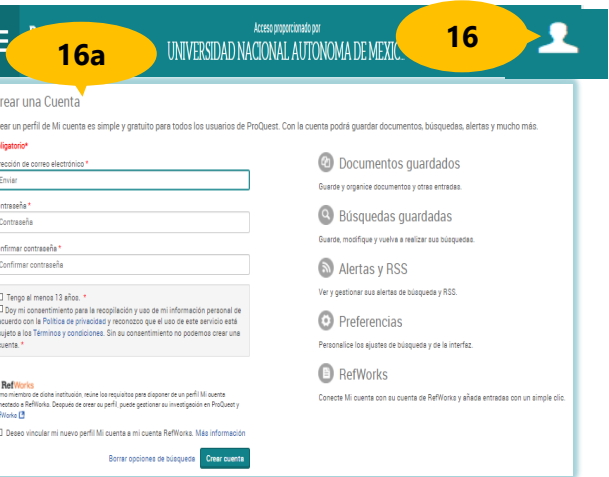 Acceso proporcionado por
UNIVERSIDAD NACIONAL AUTONOMA DE MEXIC
16a
16
rear una Cuenta
ear un perfil de Mi cuenta es simple y gratuito para todos los usuarios de ProQuest. Con la cuenta podrá guardar documentos, búsquedas, alertas y mucho más.
ligatorio*
rección de correo electrónico *
Enviar
ntraseña *
Contraseña
nfirmar contraseña *
Confirmar contraseña
Tengo al menos 13 años. *
Doy mi consentimiento para la recopilación y uso de mi información personal de
acuerdo con la Política de privacidad y reconozco que el uso de este servicio está
sujeto a los Términos y condiciones. Sin su consentimiento no podemos crear una
cuenta. *
RefWorks
mo miembro de dicha institución, reúne los requisitos para disponer de un perfil Mi cuenta
nectado a RefWorks. Después de crear su perfil, puede gestionar su investigación en ProQuest y
fWorks
Deseo vincular mi nuevo perfil Mi cuenta a mi cuenta RefWorks. Más información
Borrar opciones de búsqueda Crear cuenta
Documentos guardados
Guarde y organice documentos y otras entradas.
Búsquedas guardadas
Guarde, modifique y vuelva a realizar sus búsquedas.
Alertas y RSS
Ver y gestionar sus alertas de búsqueda y RSS.
Preferencias
Personalice los ajustes de búsqueda y de la interfaz.
RefWorks
Conecte Mi cuenta con su cuenta de RefWorks y añada entradas con un simple clic.